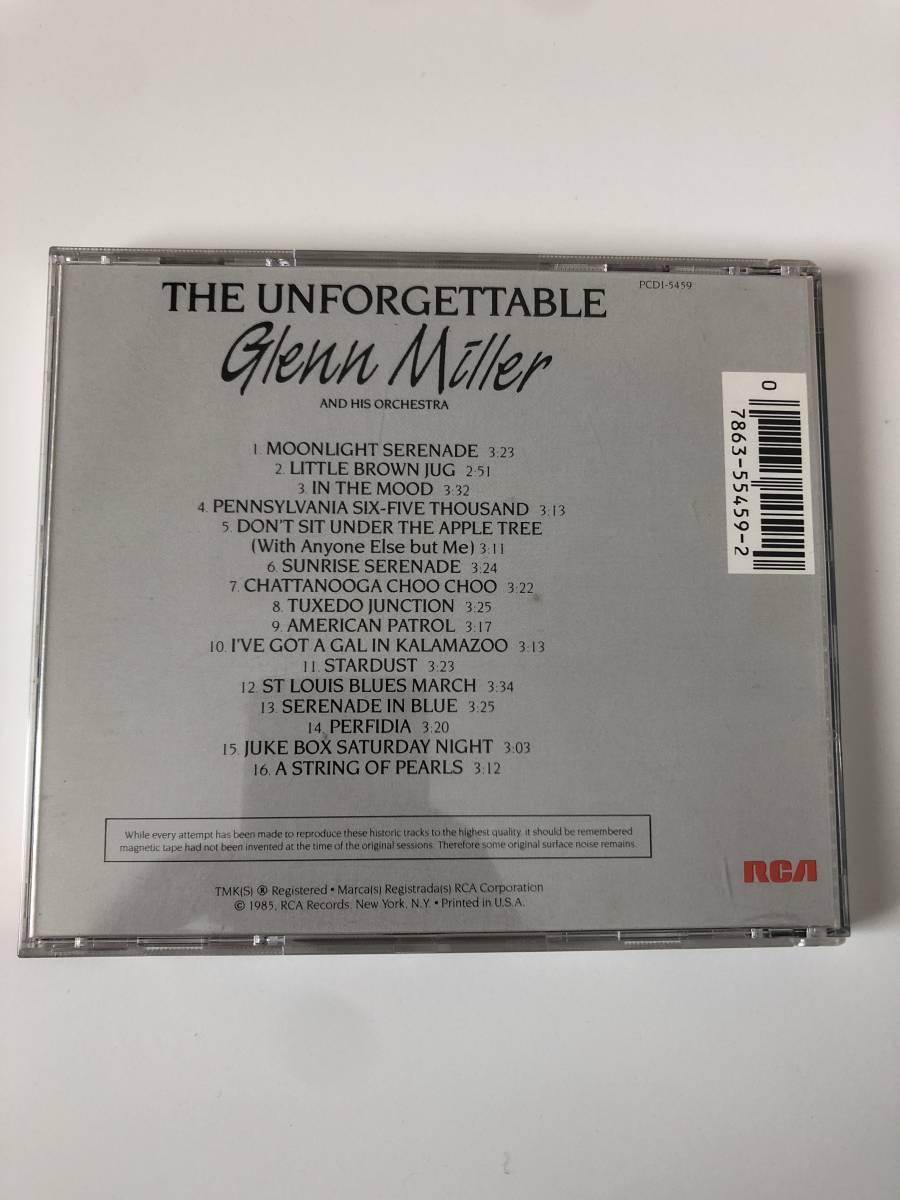 THE UNFORGETTABLE
PCD1-5459
Glenn Miller
AND HIS ORCHESTRA
1. MOONLIGHT SERENADE 3:23
2. LITTLE BROWN JUG 2:51
3. IN THE MOOD 3:32
4. PENNSYLVANIA SIX-FIVE THOUSAND 3:13
5. DON'T SIT UNDER THE APPLE TREE
(With Anyone Else but Me) 3:11
6. SUNRISE SERENADE 3:24
7. CHATTANOOGA CHOO CHOO 3:22
8. TUXEDO JUNCTION 3:25
9. AMERICAN PATROL 3:17
10. I'VE GOT A GAL IN KALAMAZOO 3:13
11. STARDUST 3:23
12. ST LOUIS BLUES MARCH 3:34
13. SERENADE IN BLUE 3:25
14. PERFIDIA 3:20
15. JUKE BOX SATURDAY NIGHT 3:03
16. A STRING OF PEARLS 3:12
0 7863-55459-2
While every attempt has been made to reproduce these historic tracks to the highest quality, it should be remembered
magnetic tape had not been invented at the time of the original sessions. Therefore some original surface noise remains.
RCA
TMK(S) ® Registered • Marca(s) Registrada(s) RCA Corporation
© 1985, RCA Records, New York, N.Y. • Printed in U.S.A.